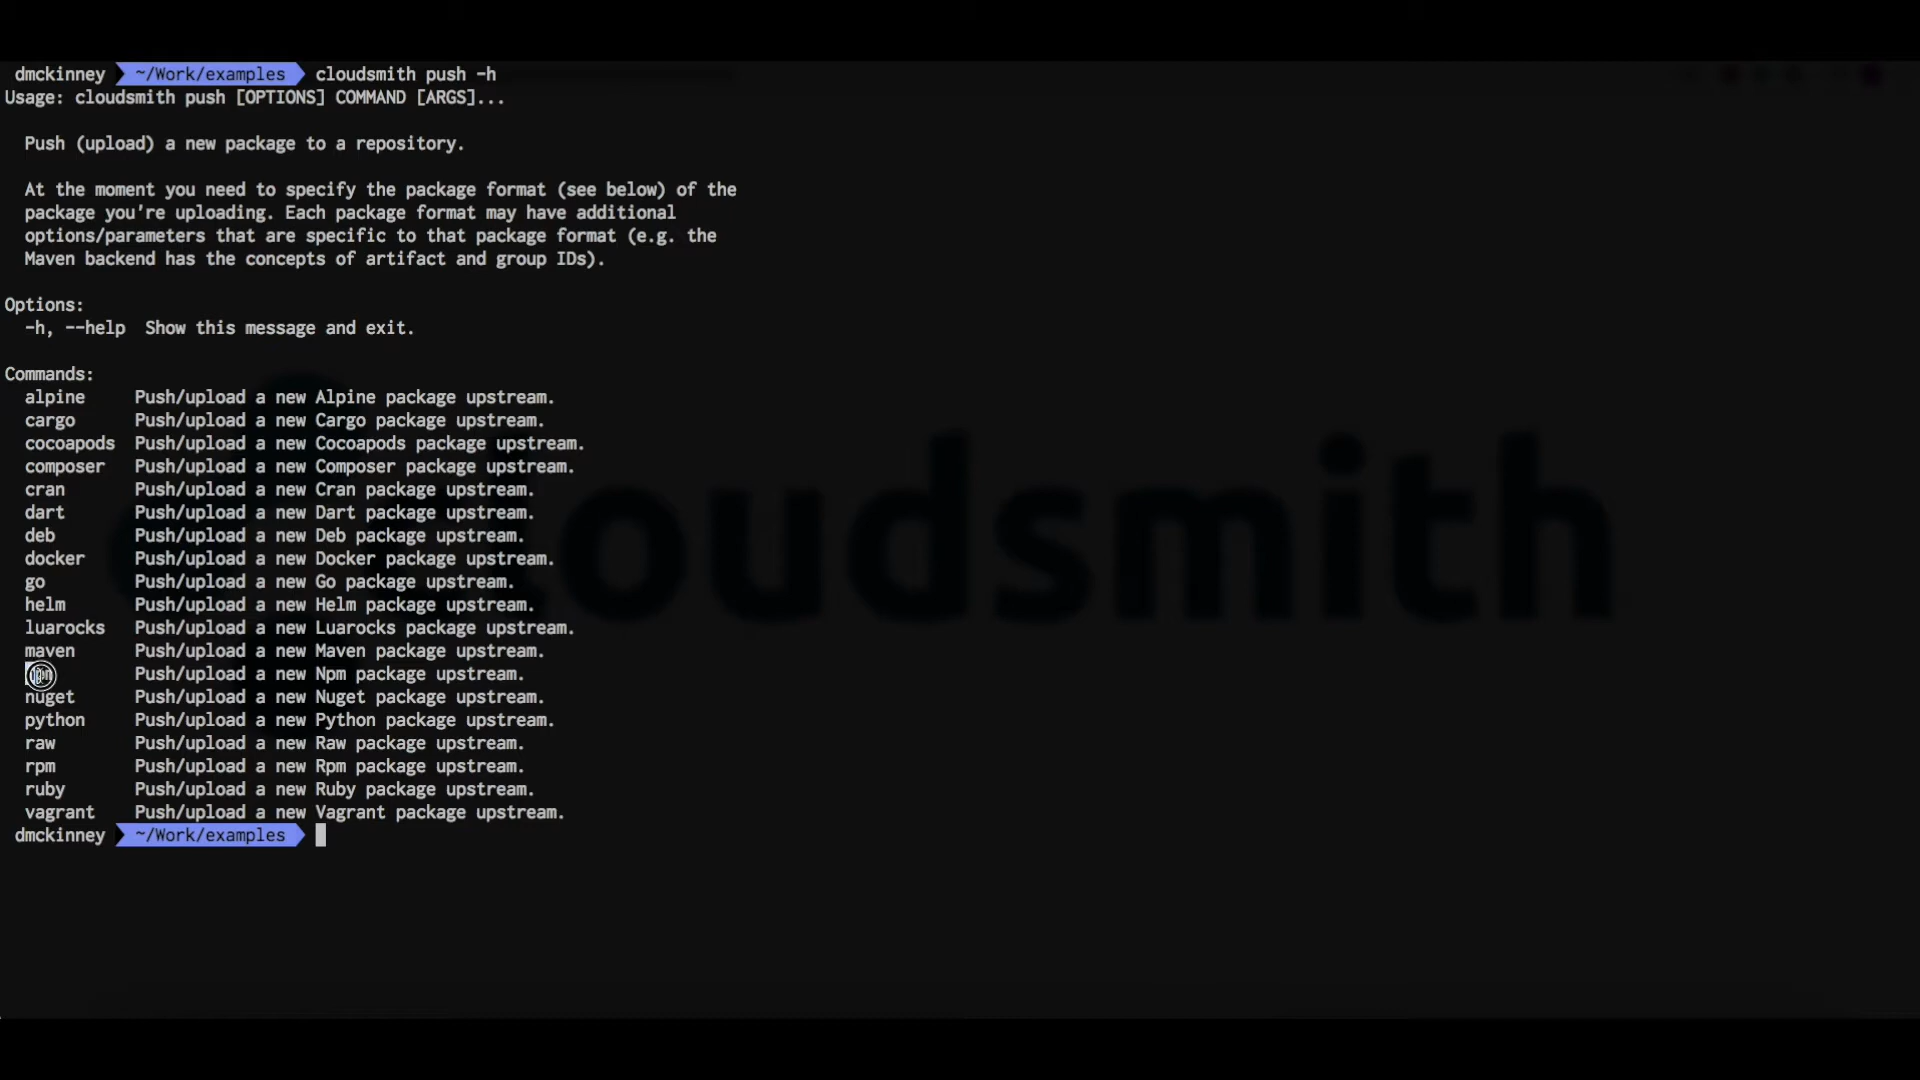 dmckinney ~/Work/examples cloudsmith push -h
Usage: cloudsmith push [OPTIONS] COMMAND [ARGS]...
Push (upload) a new package to a repository.
At the moment you need to specify the package format (see below) of the
package you're uploading. Each package format may have additional
options/parameters that are specific to that package format (e.g. the
Maven backend has the concepts of artifact and group IDs).
Options:
-h, --help Show this message and exit.
Commands:
alpine Push/upload a new Alpine package upstream.
cargo Push/upload a new Cargo package upstream.
cocoapods Push/upload a new Cocoapods package upstream.
composer Push/upload a new Composer package upstream.
cran Push/upload a new Cran package upstream.
dart Push/upload a new Dart package upstream.
deb Push/upload a new Deb package upstream.
docker Push/upload a new Docker package upstream.
go Push/upload a new Go package upstream.
helm Push/upload a new Helm package upstream.
luarocks Push/upload a new Luarocks package upstream.
maven Push/upload a new Maven package upstream.
Push/upload a new Npm package upstream.
nuget Push/upload a new Nuget package upstream.
python Push/upload a new Python package upstream.
raw Push/upload a new Raw package upstream.
rpm Push/upload a new Rpm package upstream.
ruby Push/upload a new Ruby package upstream.
vagrant Push/upload a new Vagrant package upstream.
dmckinney ~/Work/examples
cloudsmith